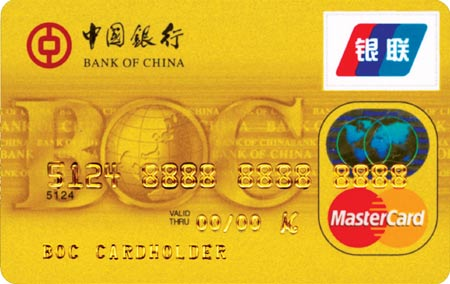 中国银行
BANK OF CHINA
银联
BOC
5124 8888 8888 8888
5124
VALID
THRU 00/00 K
MasterCard
BOC CARDHOLDER